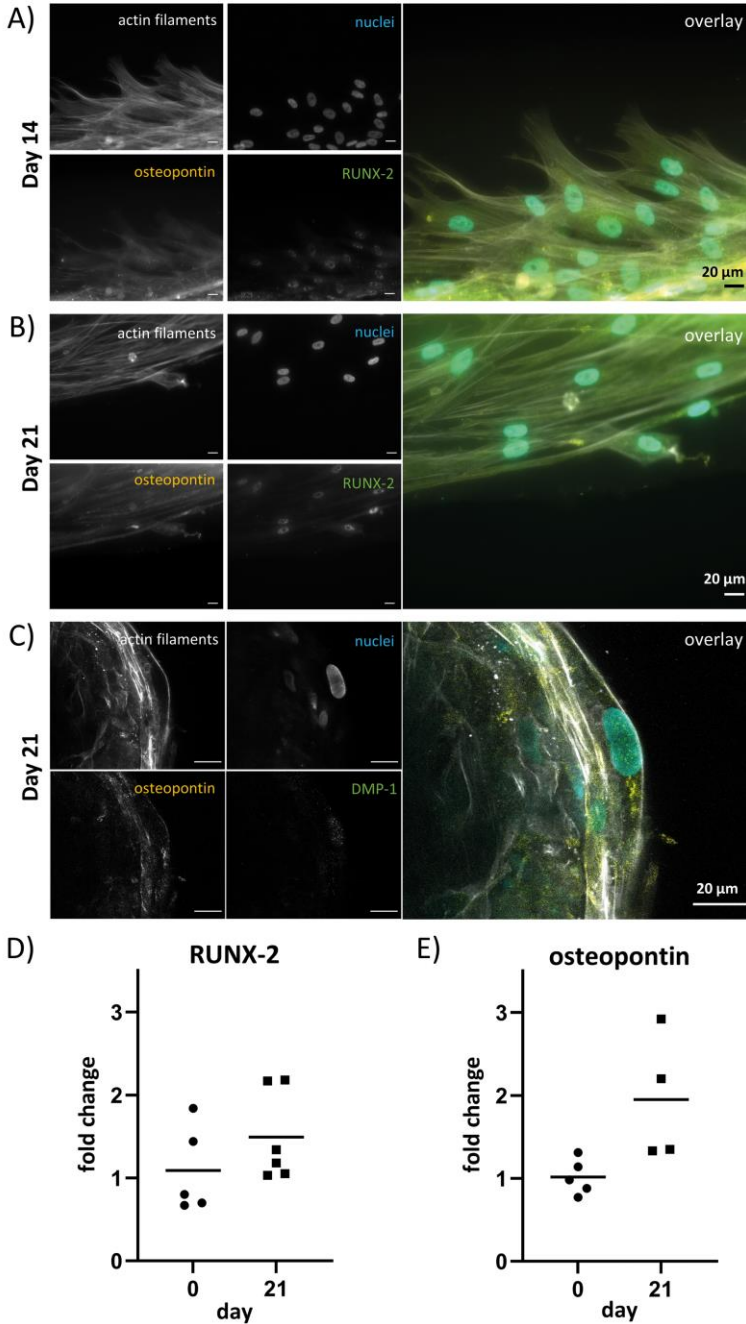 A)
Day 14
actin filaments
nuclei
overlay
osteopontin
RUNX-2
20 µm
B)
Day 21
actin filaments
nuclei
overlay
osteopontin
RUNX-2
20 µm
C)
Day 21
actin filaments
nuclei
overlay
osteopontin
DMP-1
20 µm
D)
RUNX-2
fold change
3
2
1
0
0
21
day
E)
osteopontin
fold change
3
2
1
0
0
21
day